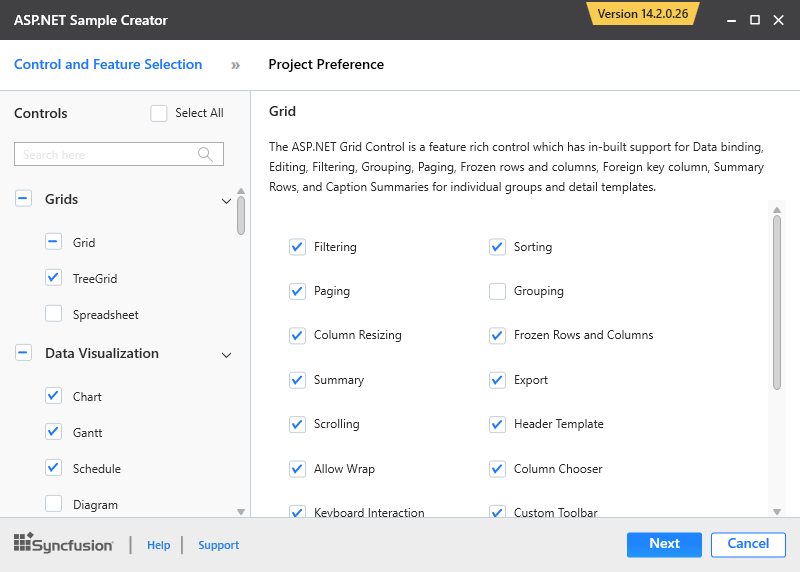 ASP.NET Sample Creator
Version 14.2.0.26
Control and Feature Selection
»
Project Preference
Controls
Select All
Search here
Grids
Grid
TreeGrid
Spreadsheet
Data Visualization
Chart
Gantt
Schedule
Diagram
Grid
The ASP.NET Grid Control is a feature rich control which has in-built support for Data binding,
Editing, Filtering, Grouping, Paging, Frozen rows and columns, Foreign key column, Summary
Rows, and Caption Summaries for individual groups and detail templates.
Filtering
Sorting
Paging
Grouping
Column Resizing
Frozen Rows and Columns
Summary
Export
Scrolling
Header Template
Allow Wrap
Column Chooser
Keyboard Interaction
Custom Toolbar
Syncfusion
Help
Support
Next
Cancel